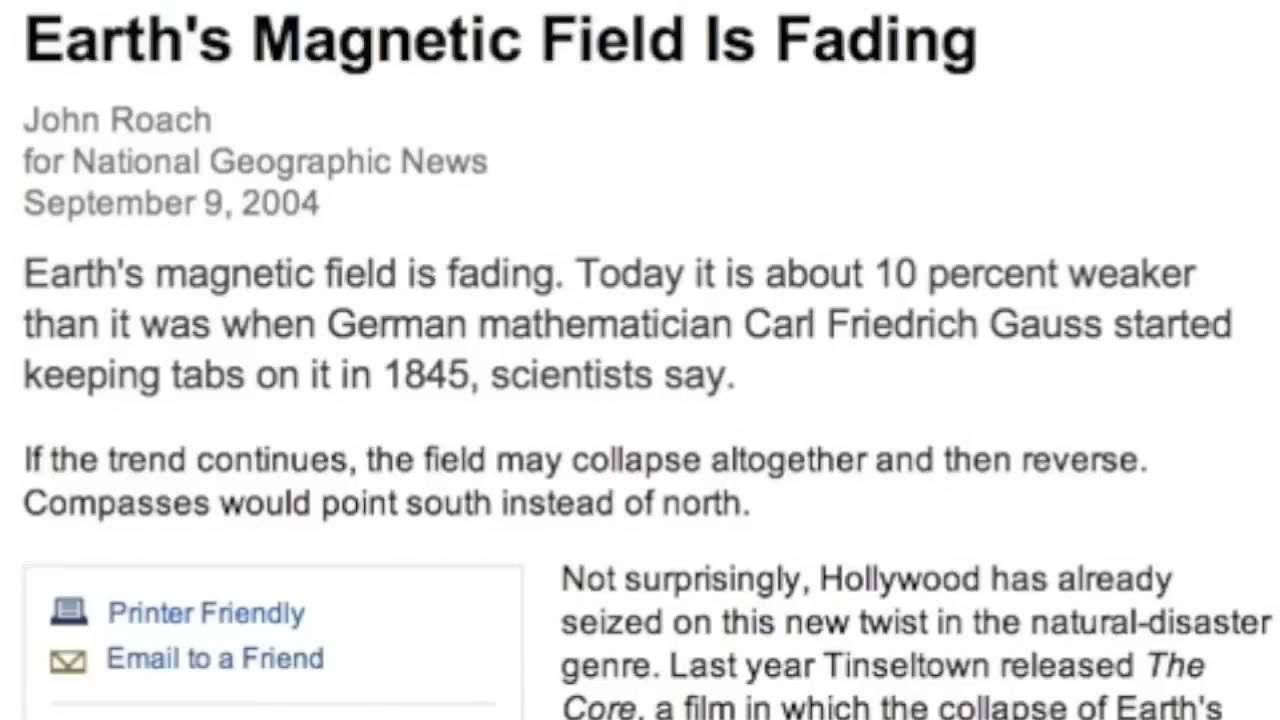 Earth's Magnetic Field Is Fading
John Roach
for National Geographic News
September 9, 2004
Earth's magnetic field is fading. Today it is about 10 percent weaker
than it was when German mathematician Carl Friedrich Gauss started
keeping tabs on it in 1845, scientists say.
If the trend continues, the field may collapse altogether and then reverse.
Compasses would point south instead of north.
Printer Friendly
Email to a Friend
Not surprisingly, Hollywood has already
seized on this new twist in the natural-disaster
genre. Last year Tinseltown released The
Core, a film in which the collapse of Earth's